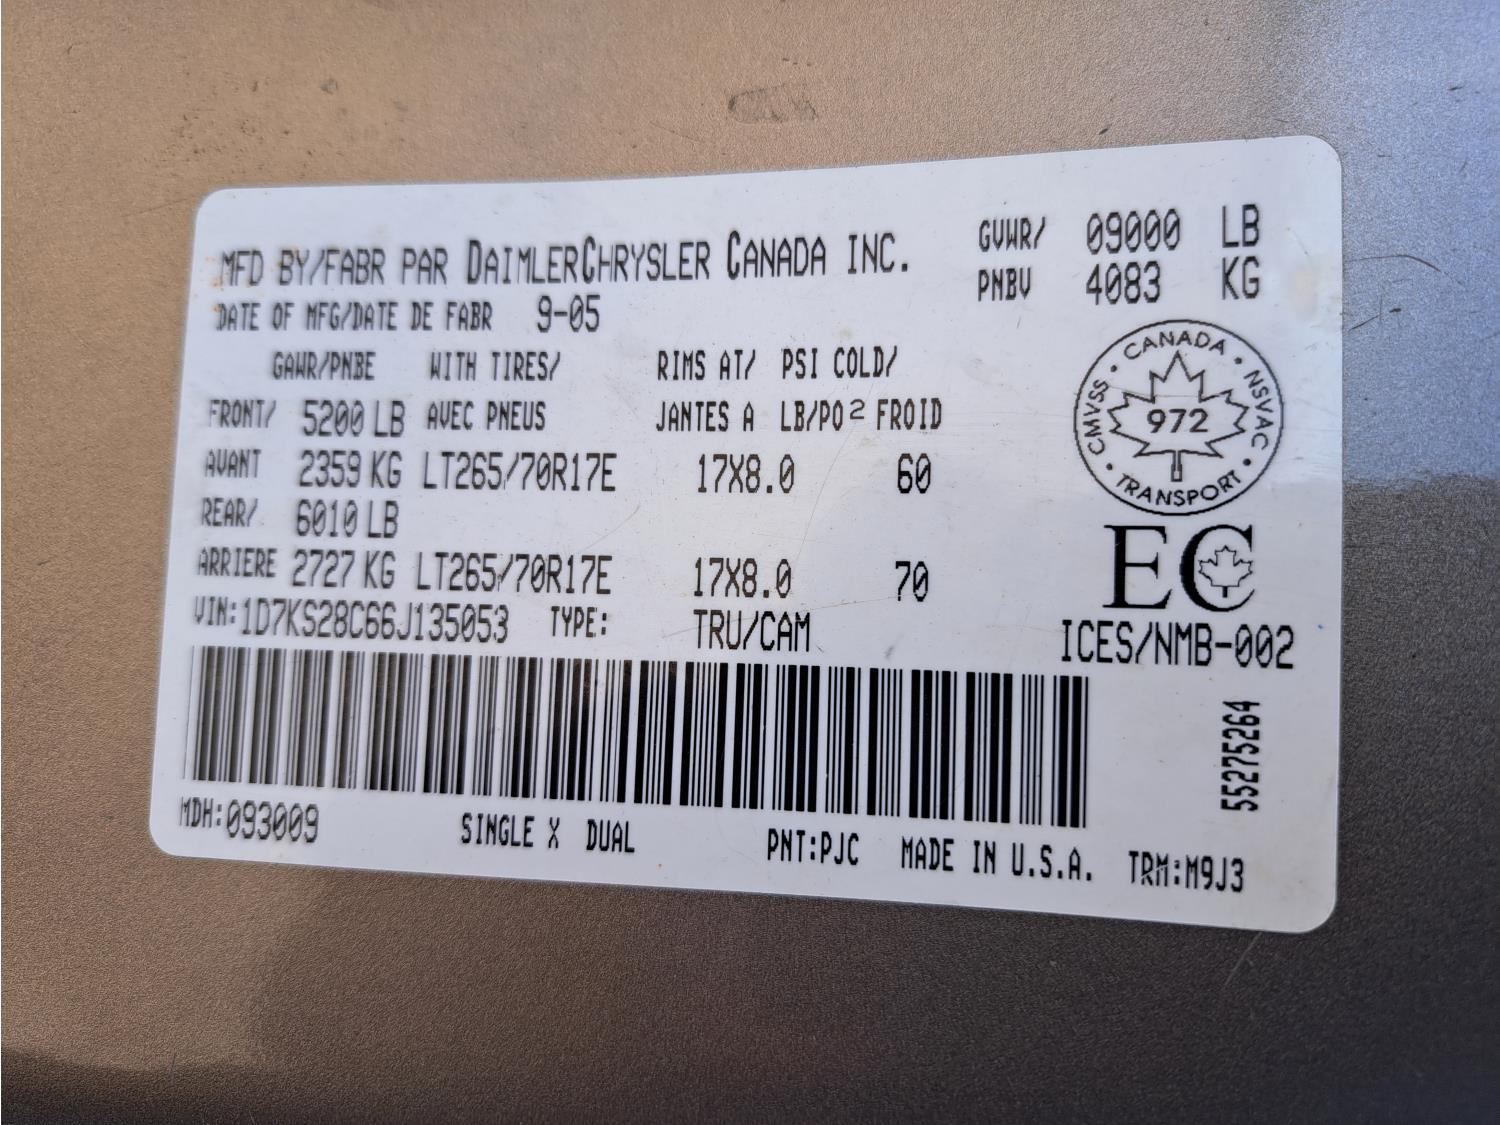 MFD BY/FABR PAR DAIMLERCHRYSLER CANADA INC.
GVWR/ 09000 LB
PNBV 4083 KG
DATE OF MFG/DATE DE FABR 9-05
GAWR/PNBE WITH TIRES/ RIMS AT/ PSI COLD/
FRONT/ 5200 LB AVEC PNEUS JANTES A LB/PO² FROID
AVANT 2359 KG LT265/70R17E 17X8.0 60
REAR/ 6010 LB
ARRIERE 2727 KG LT265/70R17E 17X8.0 70
VIN:1D7KS28C66J135053 TYPE: TRU/CAM
CANADA • NSVAC • TRANSPORT • CMVSS •
972
EC
ICES/NMB-002
55275264
MDH:093009 SINGLE X DUAL PNT:PJC MADE IN U.S.A. TRM:M9J3